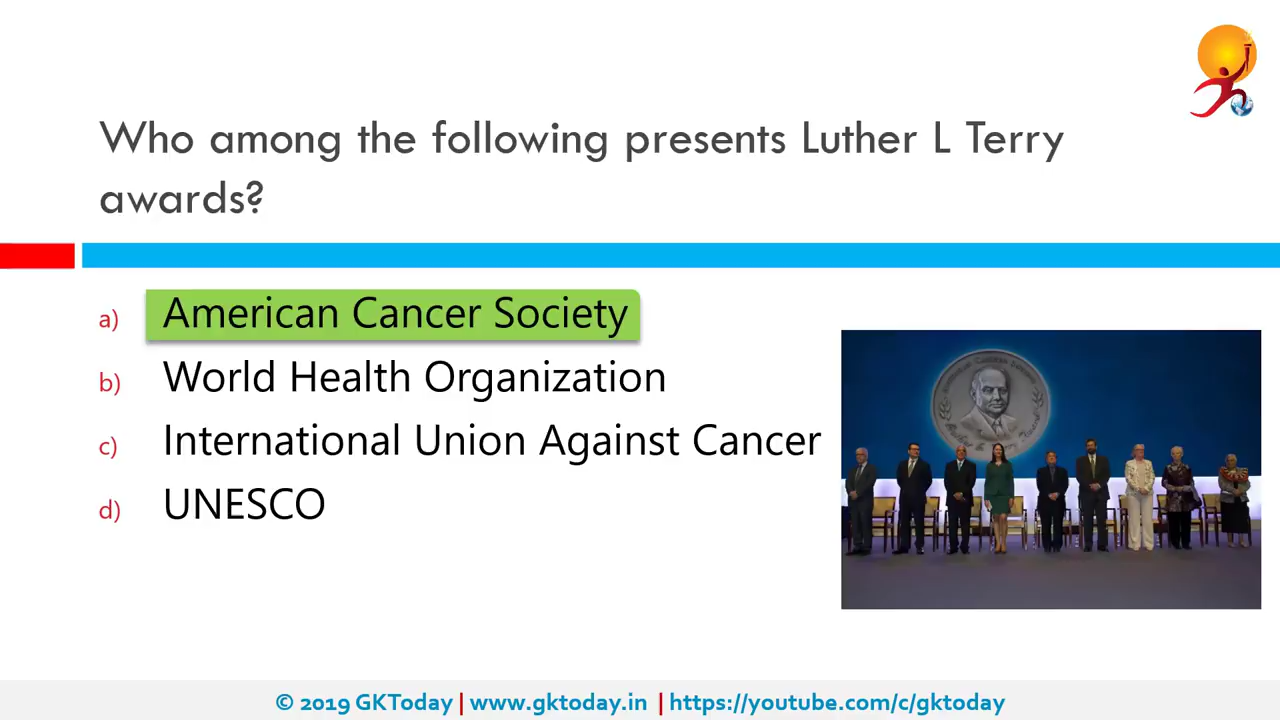 Who among the following presents Luther L Terry
awards?
a) American Cancer Society
b) World Health Organization
c) International Union Against Cancer
d) UNESCO
© 2019 GKToday | www.gktoday.in | https://youtube.com/c/gktoday